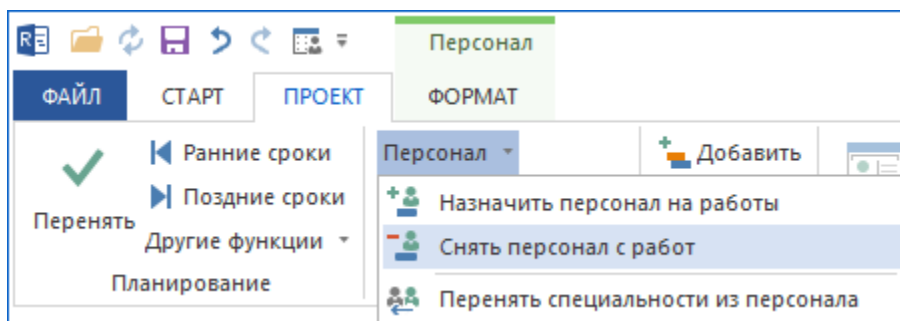 Персонал
ФАЙЛ СТАРТ ПРОЕКТ ФОРМАТ
Ранние сроки Персонал Добавить
Поздние сроки Назначить персонал на работы
Перенять
Другие функции Снять персонал с работ
Планирование Перенять специальности из персонала